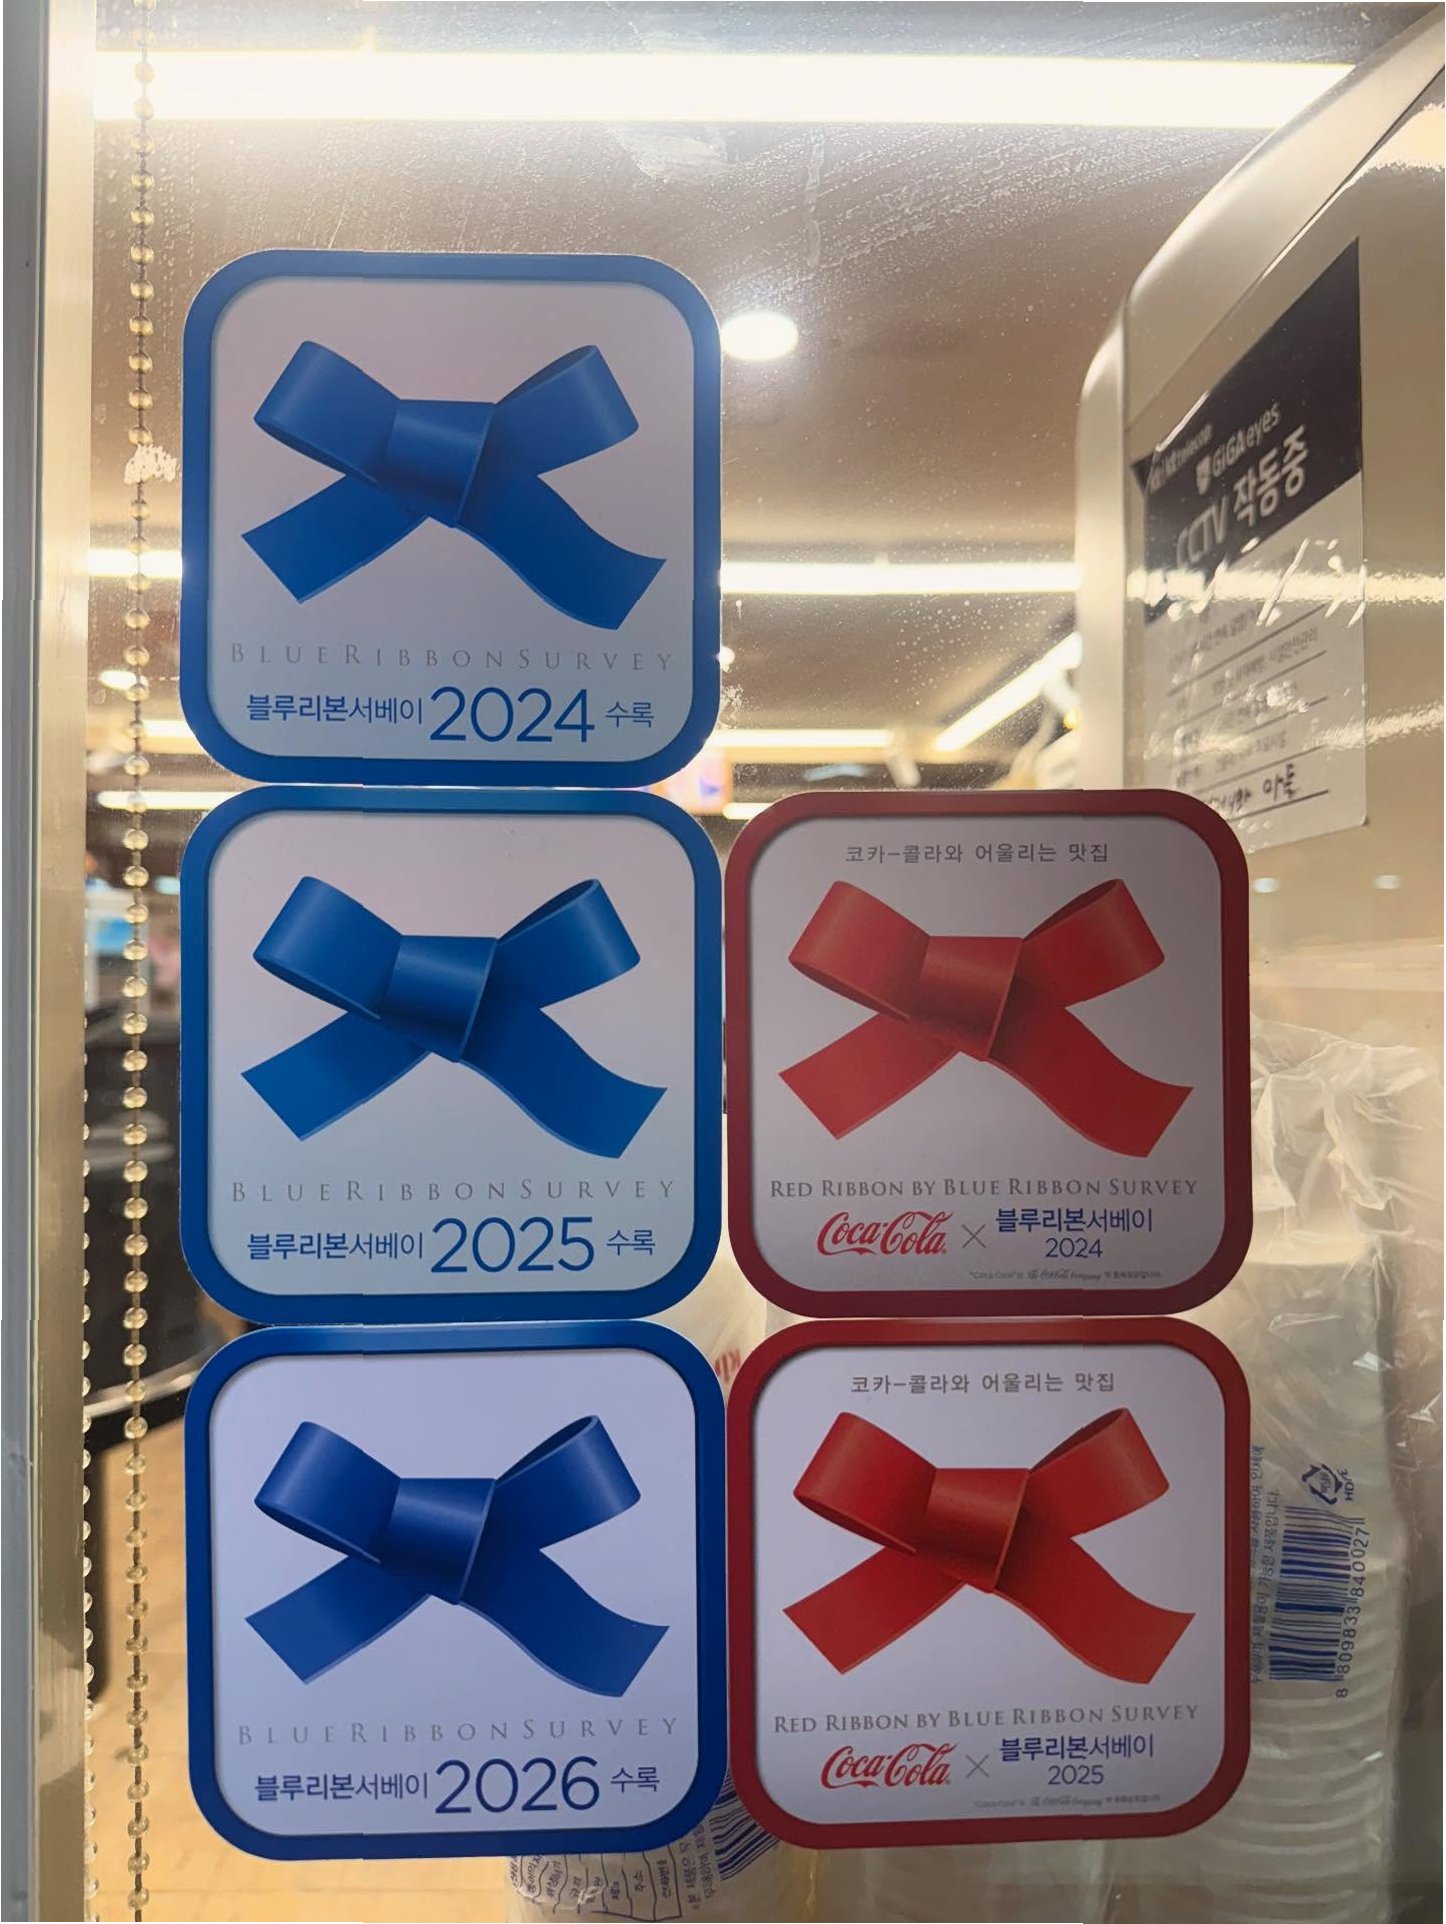 BLUERIBBONSURVEY
블루리본서베이 2024 수록
GiGAeyes
CCTV 작동중
BLUERIBBONSURVEY
블루리본서베이 2025 수록
코카-콜라와 어울리는 맛집
RED RIBBON BY BLUE RIBBON SURVEY
Coca-Cola × 블루리본서베이
2024
BLUERIBBONSURVEY
블루리본서베이 2026 수록
코카-콜라와 어울리는 맛집
RED RIBBON BY BLUE RIBBON SURVEY
Coca-Cola × 블루리본서베이
2025
HDPE
8 809833 840027